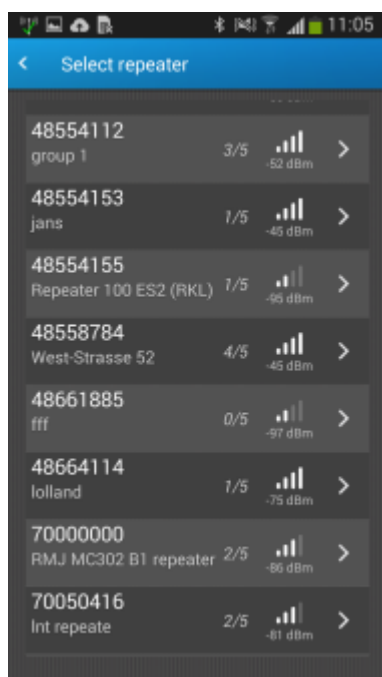 11:05
Select repeater
48554112
group 1
3/5
-52 dBm
48554153
jans
1/5
-45 dBm
48554155
Repeater 100 ES2 (RKL)
1/5
-95 dBm
48558784
West-Strasse 52
4/5
-45 dBm
48661885
fff
0/5
-97 dBm
48664114
lolland
1/5
-75 dBm
70000000
RMJ MC302 B1 repeater
2/5
-86 dBm
70050416
Int repeate
2/5
-81 dBm